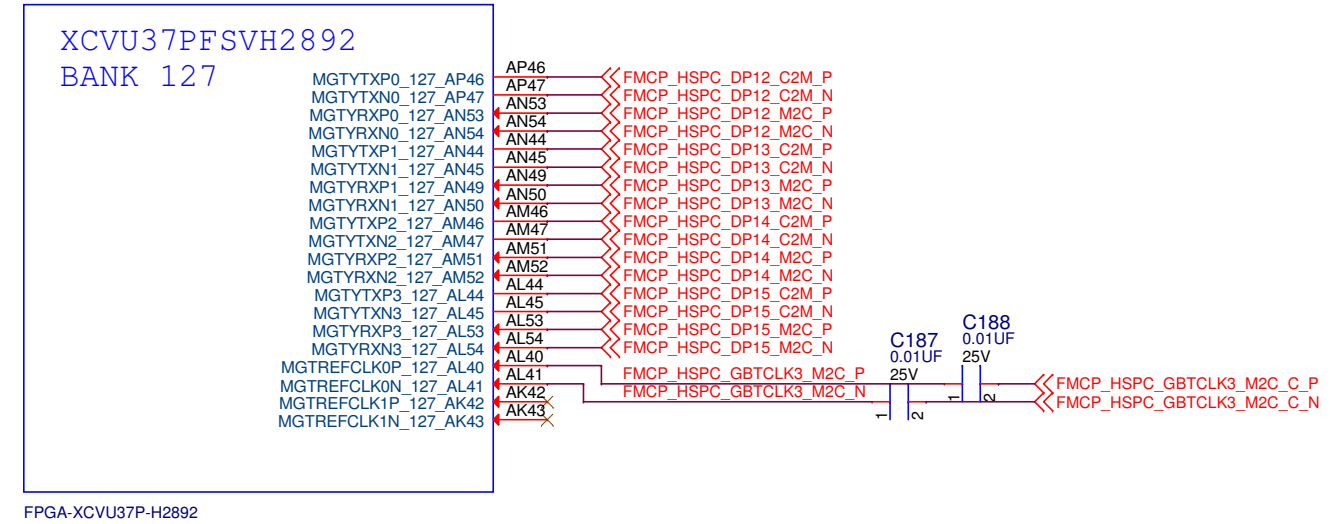 XCVU37PFSVH2892
BANK 127
MGTYTXP0_127_AP46 AP46 FMCP_HSPC_DP12_C2M_P
MGTYTXN0_127_AP47 AP47 FMCP_HSPC_DP12_C2M_N
MGTYRXP0_127_AN53 AN53 FMCP_HSPC_DP12_M2C_P
MGTYRXN0_127_AN54 AN54 FMCP_HSPC_DP12_M2C_N
MGTYTXP1_127_AN44 AN44 FMCP_HSPC_DP13_C2M_P
MGTYTXN1_127_AN45 AN45 FMCP_HSPC_DP13_C2M_N
MGTYRXP1_127_AN49 AN49 FMCP_HSPC_DP13_M2C_P
MGTYRXN1_127_AN50 AN50 FMCP_HSPC_DP13_M2C_N
MGTYTXP2_127_AM46 AM46 FMCP_HSPC_DP14_C2M_P
MGTYTXN2_127_AM47 AM47 FMCP_HSPC_DP14_C2M_N
MGTYRXP2_127_AM51 AM51 FMCP_HSPC_DP14_M2C_P
MGTYRXN2_127_AM52 AM52 FMCP_HSPC_DP14_M2C_N
MGTYTXP3_127_AL44 AL44 FMCP_HSPC_DP15_C2M_P
MGTYTXN3_127_AL45 AL45 FMCP_HSPC_DP15_C2M_N
MGTYRXP3_127_AL53 AL53 FMCP_HSPC_DP15_M2C_P
MGTYRXN3_127_AL54 AL54 FMCP_HSPC_DP15_M2C_N
MGTREFCLK0P_127_AL40 AL40 FMCP_HSPC_GBTCLK3_M2C_P
MGTREFCLK0N_127_AL41 AL41 FMCP_HSPC_GBTCLK3_M2C_N
MGTREFCLK1P_127_AK42 AK42
MGTREFCLK1N_127_AK43 AK43
C187
0.01UF
25V
1 2
C188
0.01UF
25V
1 2
FMCP_HSPC_GBTCLK3_M2C_C_P
FMCP_HSPC_GBTCLK3_M2C_C_N
FPGA-XCVU37P-H2892